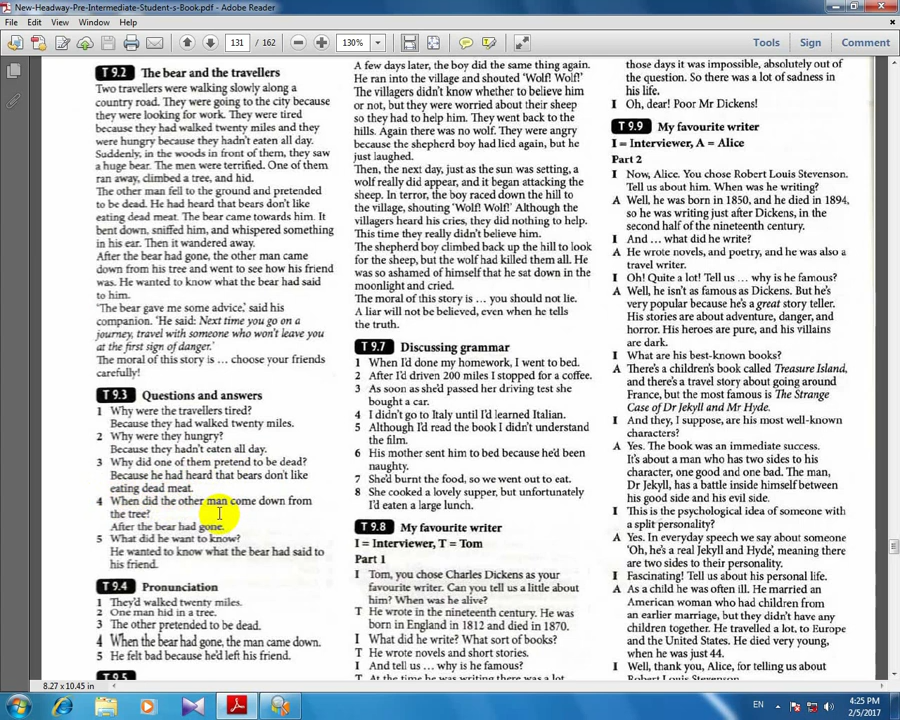 New-Headway-Pre-Intermediate-Student-s-Book.pdf - Adobe Reader
File Edit View Window Help
131 / 162 130% Tools Sign Comment
T 9.2 The bear and the travellers
Two travellers were walking slowly along a
country road. They were going to the city because
they were looking for work. They were tired
because they had walked twenty miles and they
were hungry because they hadn't eaten all day.
Suddenly, in the woods in front of them, they saw
a huge bear. The men were terrified. One of them
ran away, climbed a tree, and hid.
The other man fell to the ground and pretended
to be dead. He had heard that bears don't like
eating dead meat. The bear came towards him. It
bent down, sniffed him, and whispered something
in his ear. Then it wandered away.
After the bear had gone, the other man came
down from his tree and went to see how his friend
was. He wanted to know what the bear had said
to him.
'The bear gave me some advice,' said his
companion. 'He said: Next time you go on a
journey, travel with someone who won't leave you
at the first sign of danger.'
The moral of this story is … choose your friends
carefully!
T 9.3 Questions and answers
1 Why were the travellers tired?
Because they had walked twenty miles.
2 Why were they hungry?
Because they hadn't eaten all day.
3 Why did one of them pretend to be dead?
Because he had heard that bears don't like
eating dead meat.
4 When did the other man come down from
the tree?
After the bear had gone.
5 What did he want to know?
He wanted to know what the bear had said to
his friend.
T 9.4 Pronunciation
1 They'd walked twenty miles.
2 One man hid in a tree.
3 The other pretended to be dead.
4 When the bear had gone, the man came down.
5 He felt bad because he'd left his friend.
T 9.5
A few days later, the boy did the same thing again.
He ran into the village and shouted 'Wolf! Wolf!'
The villagers didn't know whether to believe him
or not, but they were worried about their sheep
so they had to help him. They went back to the
hills. Again there was no wolf. They were angry
because the shepherd boy had lied again, but he
just laughed.
Then, the next day, just as the sun was setting, a
wolf really did appear, and it began attacking the
sheep. In terror, the boy raced down the hill to
the village, shouting 'Wolf! Wolf!' Although the
villagers heard his cries, they did nothing to help.
This time they really didn't believe him.
The shepherd boy climbed back up the hill to look
for the sheep, but the wolf had killed them all. He
was so ashamed of himself that he sat down in the
moonlight and cried.
The moral of this story is … you should not lie.
A liar will not be believed, even when he tells
the truth.
T 9.7 Discussing grammar
1 When I'd done my homework, I went to bed.
2 After I'd driven 200 miles I stopped for a coffee.
3 As soon as she'd passed her driving test she
bought a car.
4 I didn't go to Italy until I'd learned Italian.
5 Although I'd read the book I didn't understand
the film.
6 His mother sent him to bed because he'd been
naughty.
7 She'd burnt the food, so we went out to eat.
8 She cooked a lovely supper, but unfortunately
I'd eaten a large lunch.
T 9.8 My favourite writer
I = Interviewer, T = Tom
Part 1
I Tom, you chose Charles Dickens as your
favourite writer. Can you tell us a little about
him? When was he alive?
T He wrote in the nineteenth century. He was
born in England in 1812 and died in 1870.
I What did he write? What sort of books?
T He wrote novels and short stories.
I And tell us … why is he famous?
T At the time he was writing there was a lot
those days it was impossible, absolutely out of
the question. So there was a lot of sadness in
his life.
I Oh, dear! Poor Mr Dickens!
T 9.9 My favourite writer
I = Interviewer, A = Alice
Part 2
I Now, Alice. You chose Robert Louis Stevenson.
Tell us about him. When was he writing?
A Well, he was born in 1850, and he died in 1894,
so he was writing just after Dickens, in the
second half of the nineteenth century.
I And … what did he write?
A He wrote novels, and poetry, and he was also a
travel writer.
I Oh! Quite a lot! Tell us … why is he famous?
A Well, he isn't as famous as Dickens. But he's
very popular because he's a great story teller.
His stories are about adventure, danger, and
horror. His heroes are pure, and his villains
are dark.
I What are his best-known books?
A There's a children's book called Treasure Island,
and there's a travel story about going around
France, but the most famous is The Strange
Case of Dr Jekyll and Mr Hyde.
I And they, I suppose, are his most well-known
characters?
A Yes. The book was an immediate success.
It's about a man who has two sides to his
character, one good and one bad. The man,
Dr Jekyll, has a battle inside himself between
his good side and his evil side.
I This is the psychological idea of someone with
a split personality?
A Yes. In everyday speech we say about someone
'Oh, he's a real Jekyll and Hyde', meaning there
are two sides to their personality.
I Fascinating! Tell us about his personal life.
A As a child he was often ill. He married an
American woman who had children from
an earlier marriage, but they didn't have any
children together. He travelled a lot, to Europe
and the United States. He died very young,
when he was just 44.
I Well, thank you, Alice, for telling us about
Robert Louis Stevenson.
8.27 x 10.45 in
EN 4:25 PM
2/5/2017